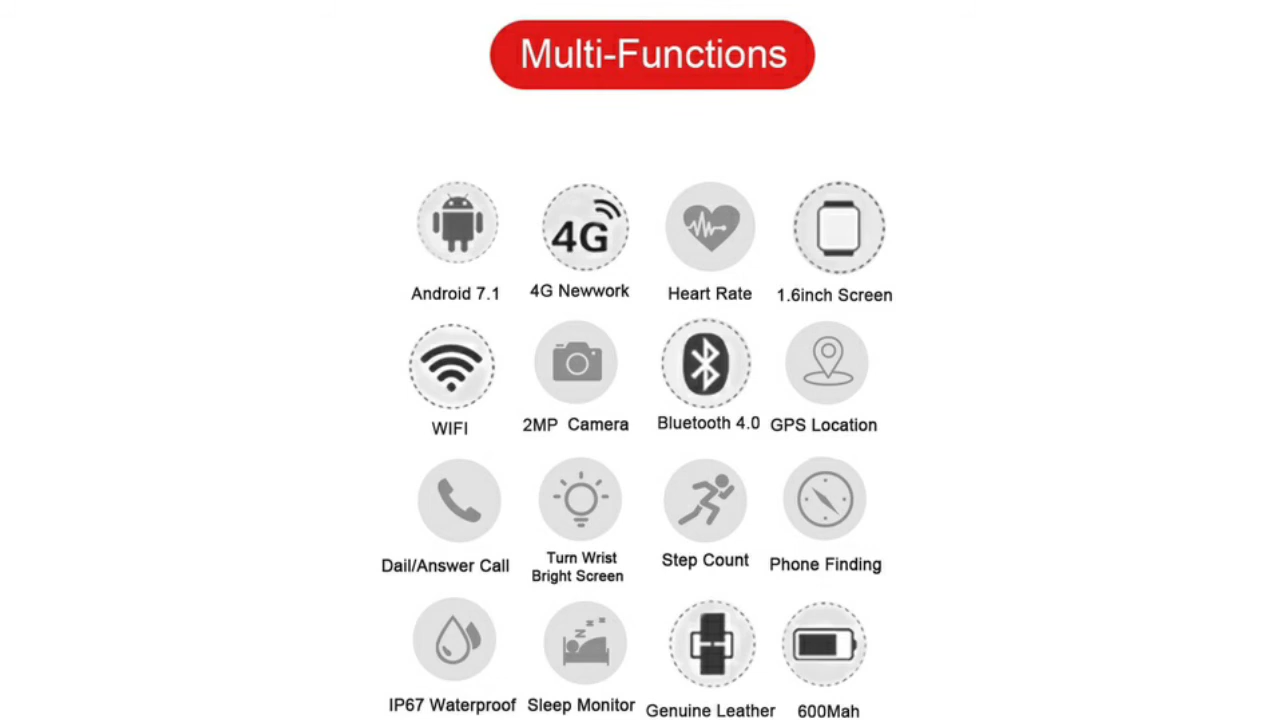 Multi-Functions
4G
Android 7.1
4G Newwork
Heart Rate
1.6inch Screen
WIFI
2MP Camera
Bluetooth 4.0
GPS Location
Dail/Answer Call
Turn Wrist
Bright Screen
Step Count
Phone Finding
z z z
IP67 Waterproof
Sleep Monitor
Genuine Leather
600Mah